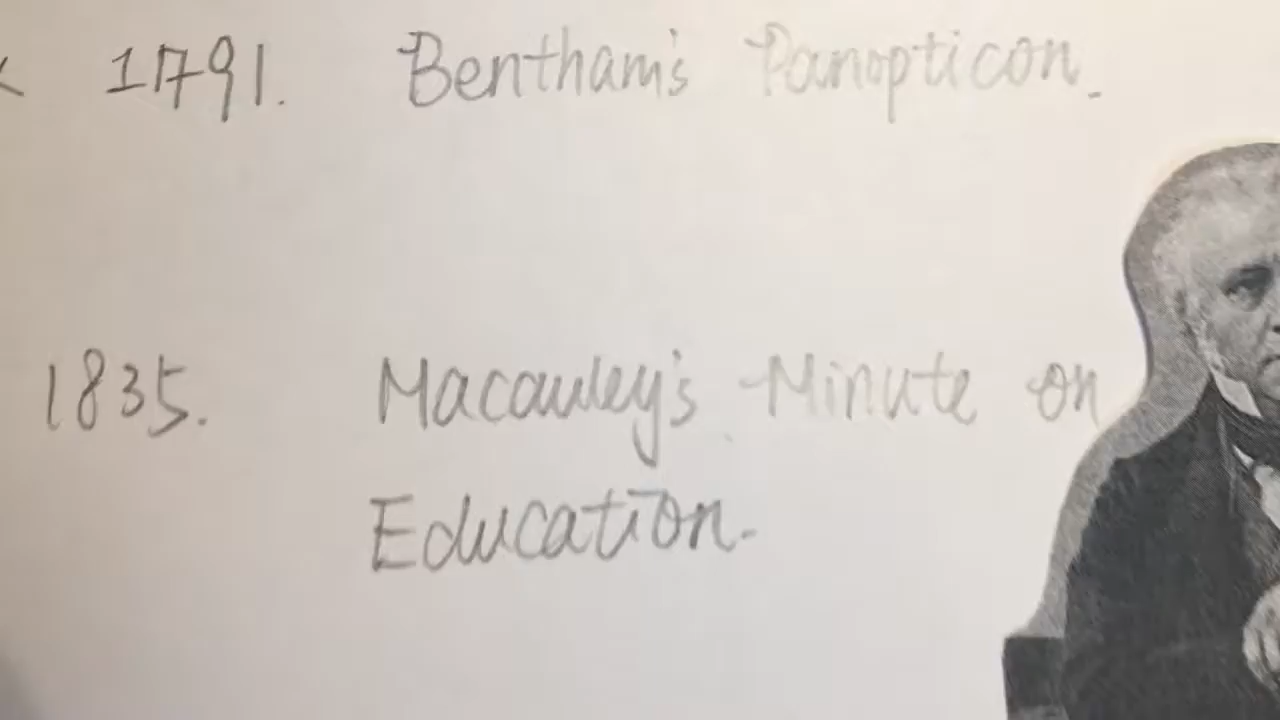 1791. Bentham's Panopticon.
1835. Macauley's Minute on
Education.